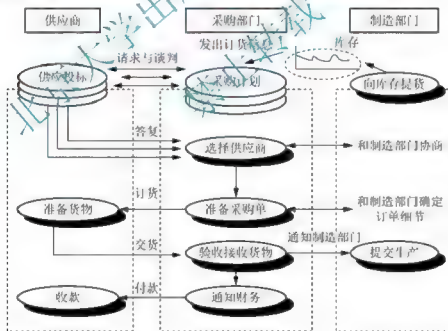 供应商
采购部门
制造部门
请求与谈判
发出订货
库存
供应投标
采购计划
向库存提货
答复
选择供应商
和制造部门协商
订货
准备货物
准备采购单
和制造部门确定
订单细节
交货
验收接收货物
通知制造部门
提交生产
付款
收款
通知财务